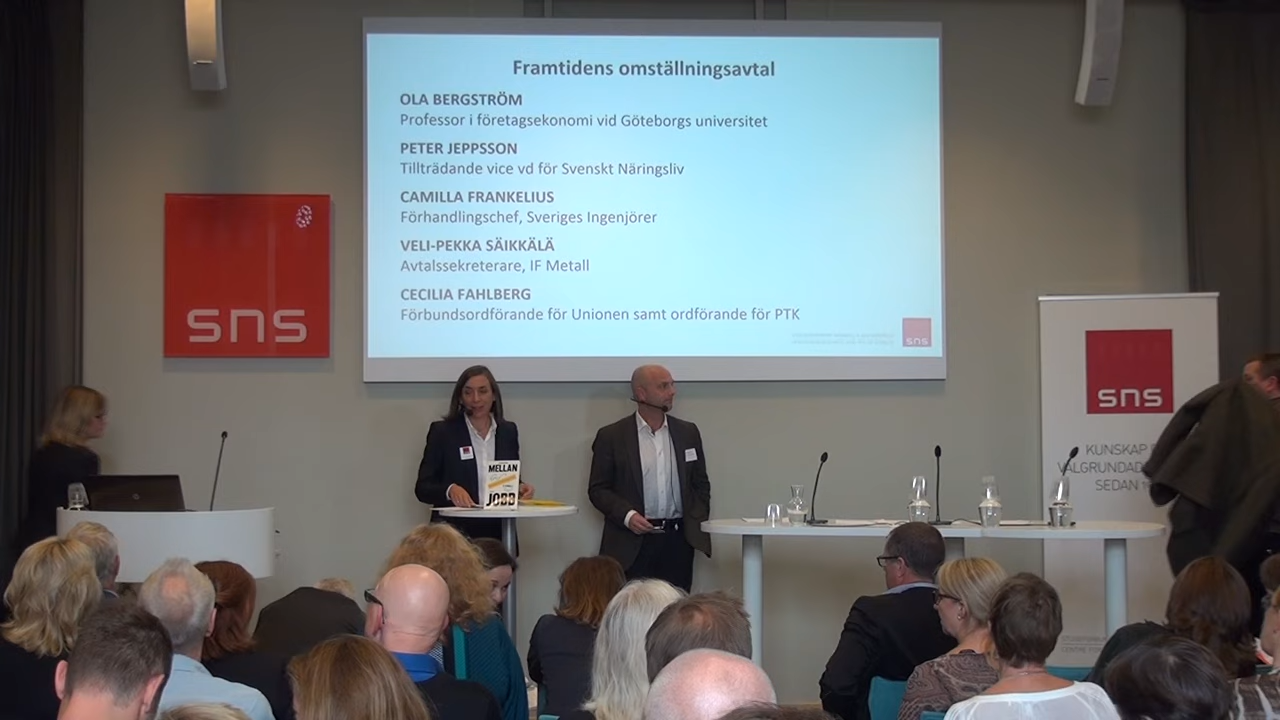 Framtidens omställningsavtal
OLA BERGSTRÖM
Professor i företagsekonomi vid Göteborgs universitet
PETER JEPPSSON
Tillträdande vice vd för Svenskt Näringsliv
CAMILLA FRANKELIUS
Förhandlingschef, Sveriges Ingenjörer
VELI-PEKKA SÄIKKÄLÄ
Avtalssekreterare, IF Metall
CECILIA FAHLBERG
Förbundsordförande för Unionen samt ordförande för PTK
sns
sns
sns
KUNSKAP
VÄLGRUNDAD
SEDAN
MELLAN
JOBB